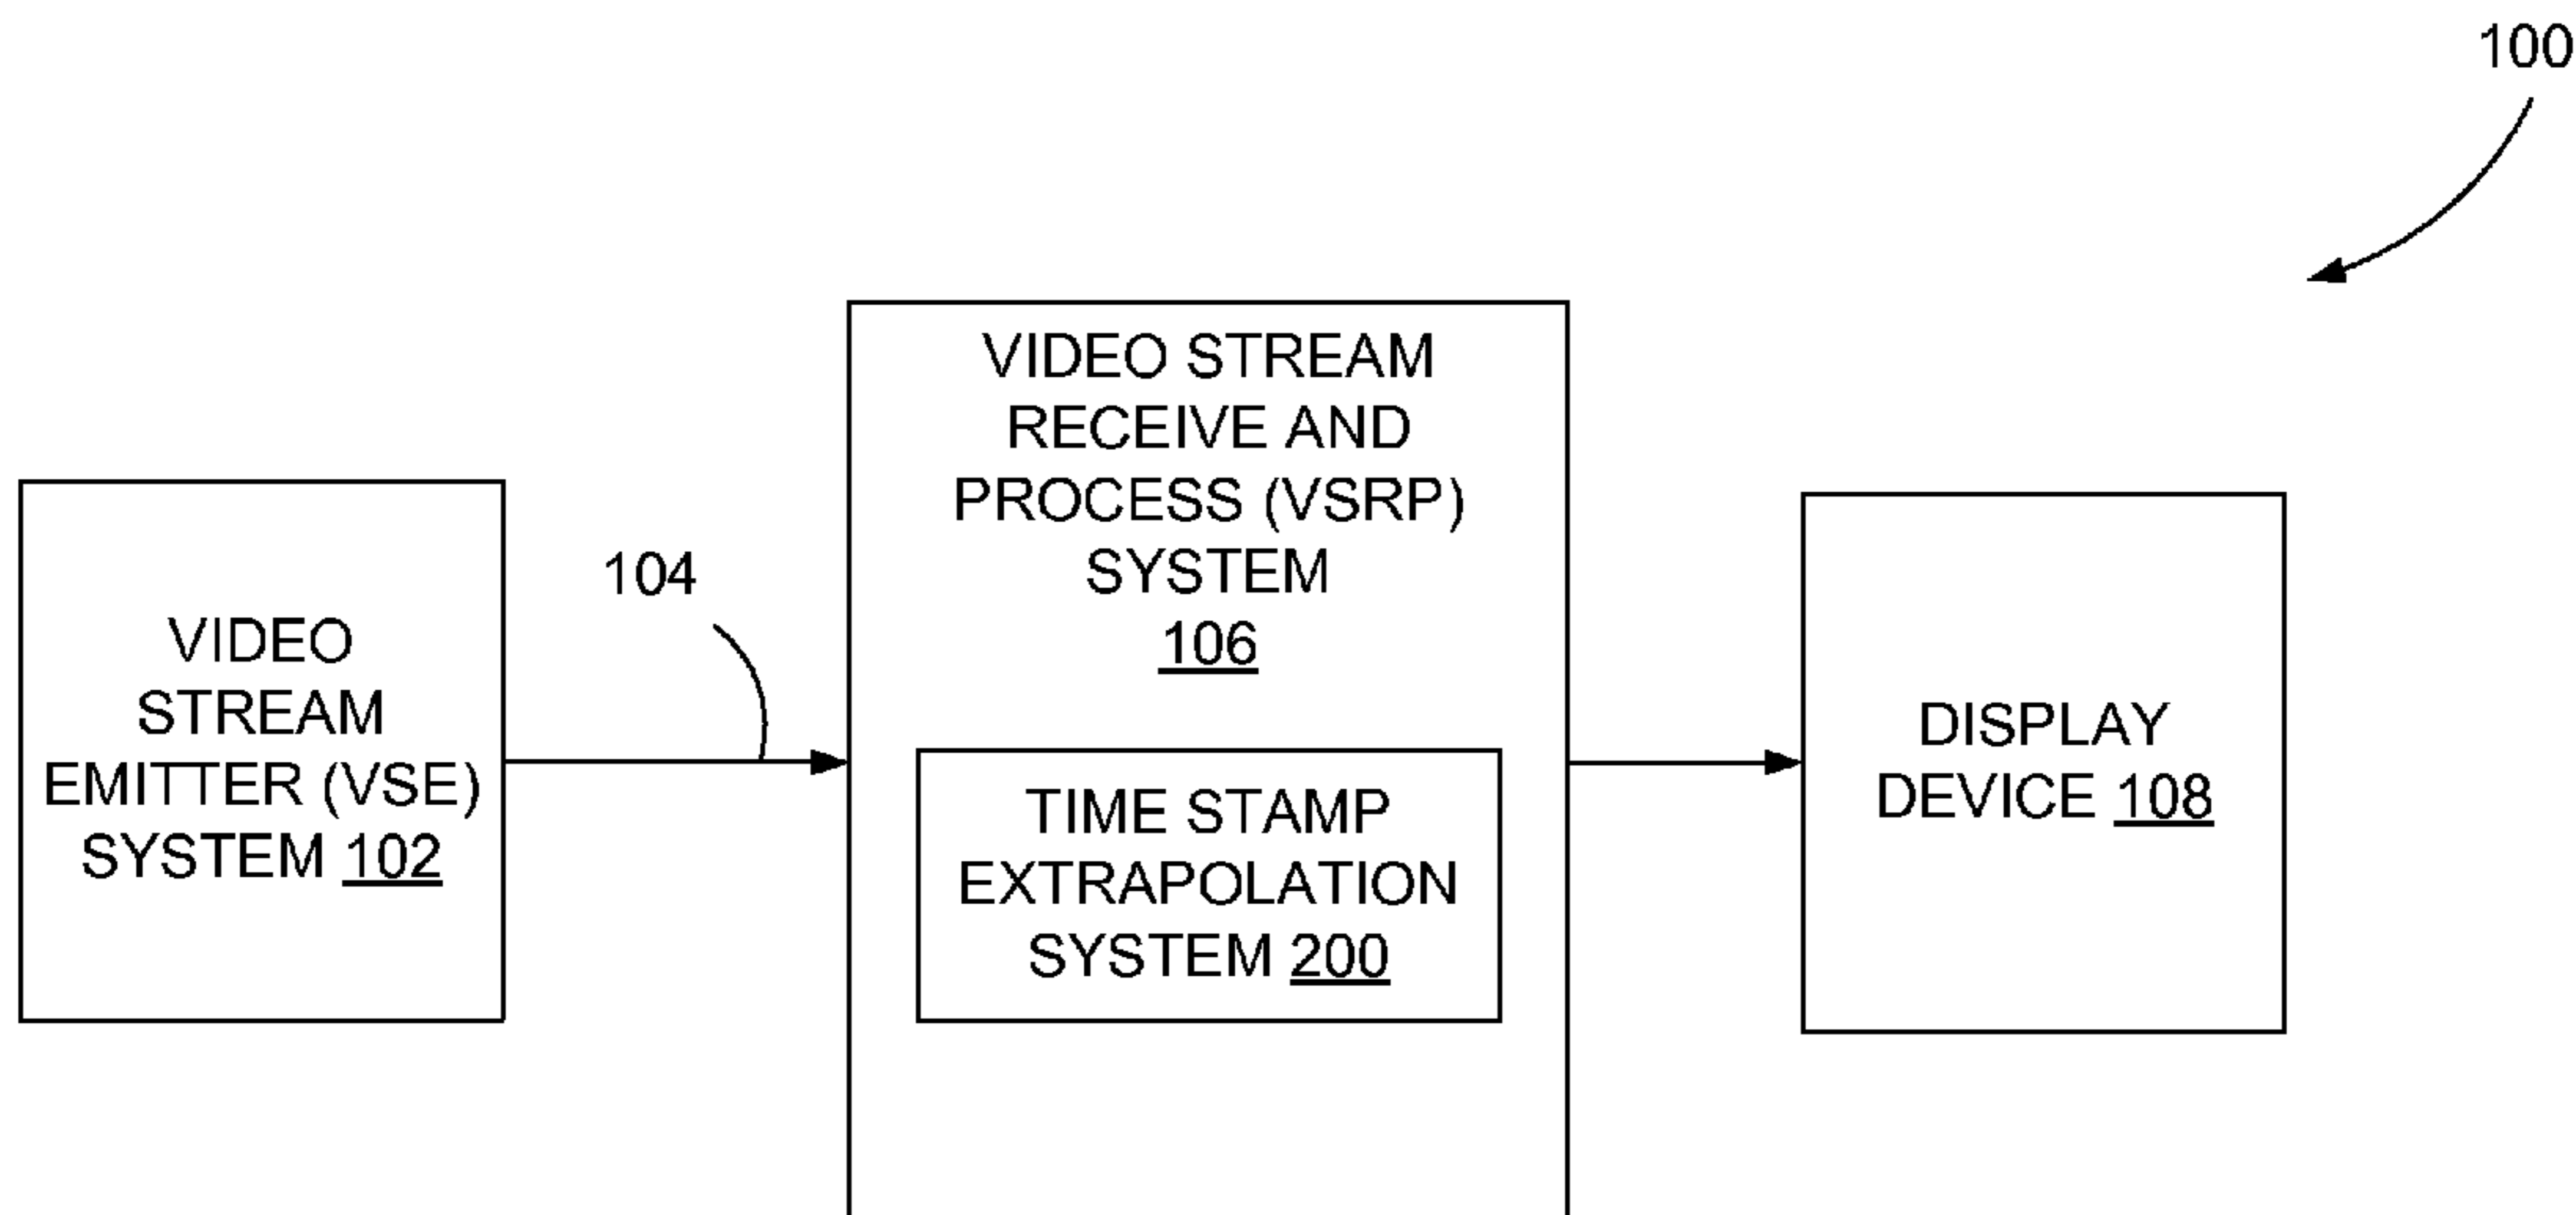 100
VIDEO STREAM
RECEIVE AND
PROCESS (VSRP)
SYSTEM
106
104
VIDEO
STREAM
EMITTER (VSE)
SYSTEM 102
TIME STAMP
EXTRAPOLATION
SYSTEM 200
DISPLAY
DEVICE 108